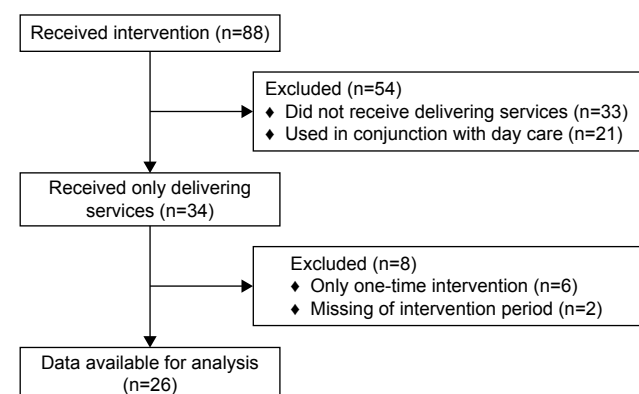 Received intervention (n=88)
Excluded (n=54)
♦ Did not receive delivering services (n=33)
♦ Used in conjunction with day care (n=21)
Received only delivering
services (n=34)
Excluded (n=8)
♦ Only one-time intervention (n=6)
♦ Missing of intervention period (n=2)
Data available for analysis
(n=26)